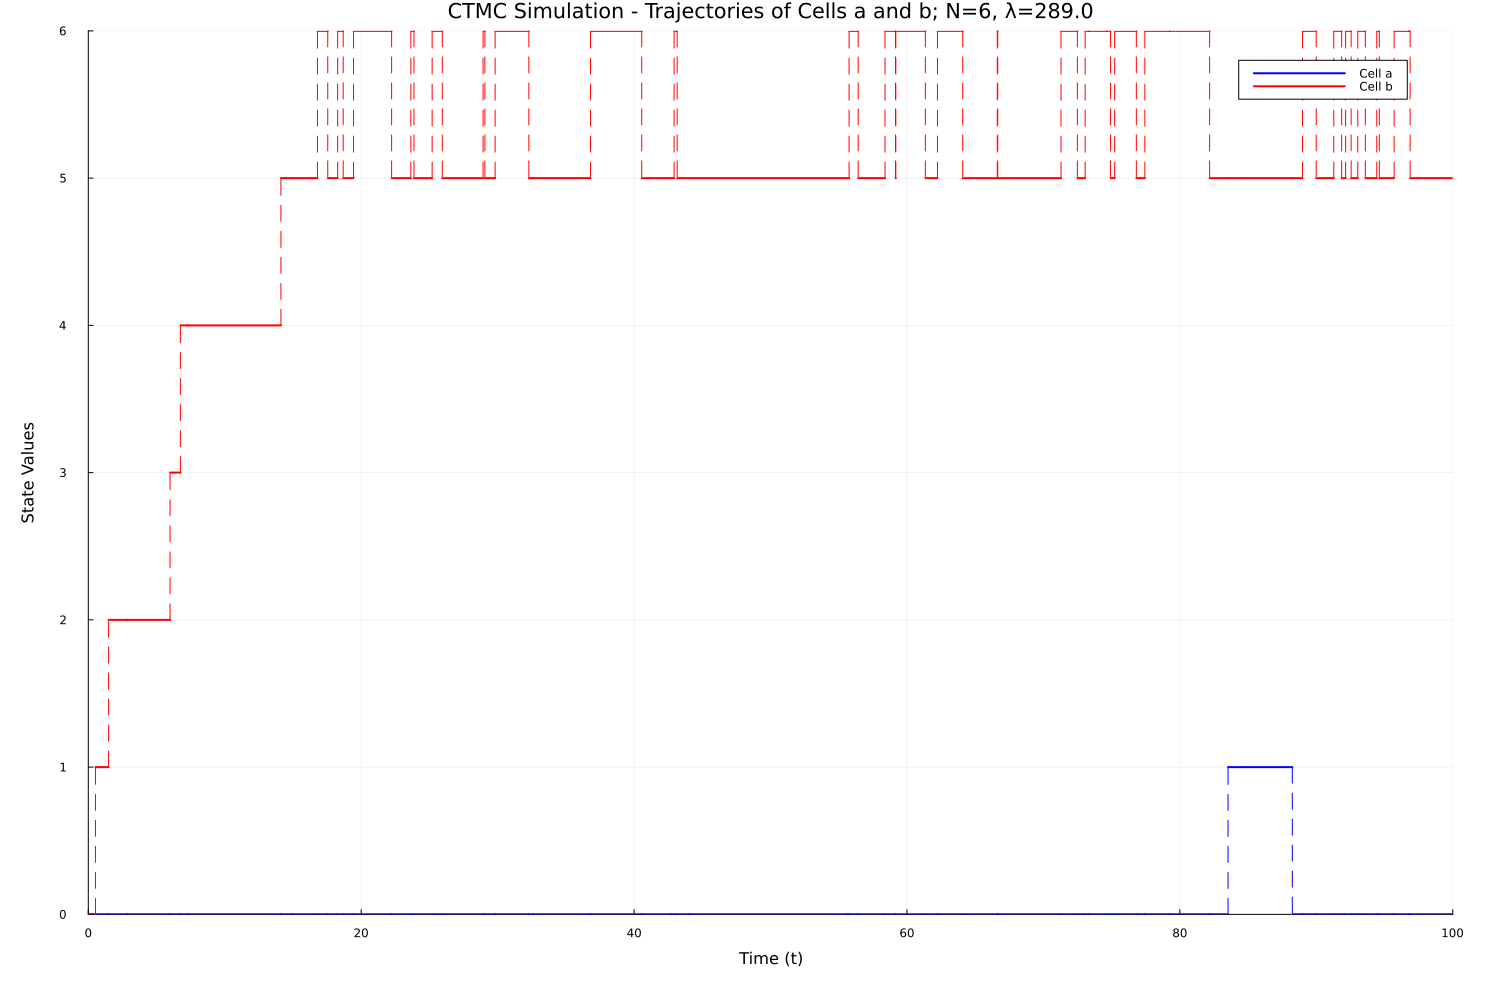 CTMC Simulation - Trajectories of Cells a and b; N=6, λ=289.0
6
Cell a
Cell b
5
4
State Values
3
2
1
0
0 20 40 60 80 100
Time (t)